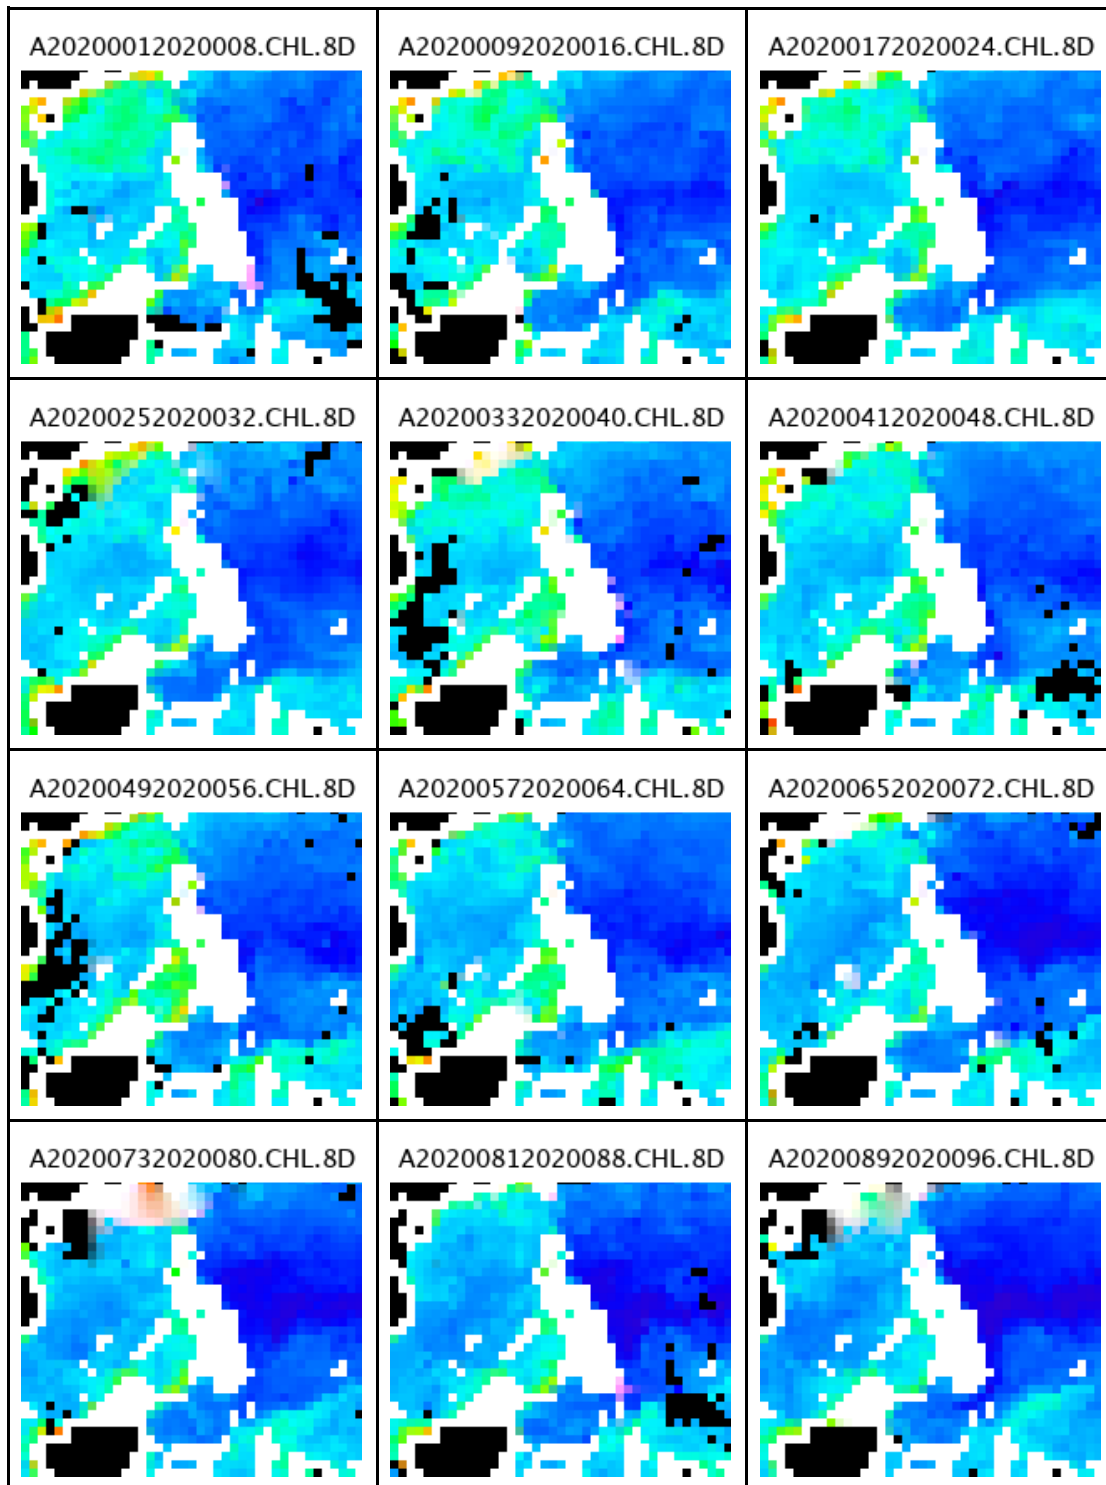 A20200012020008.CHL.8D
A20200092020016.CHL.8D
A20200172020024.CHL.8D
A20200252020032.CHL.8D
A20200332020040.CHL.8D
A20200412020048.CHL.8D
A20200492020056.CHL.8D
A20200572020064.CHL.8D
A20200652020072.CHL.8D
A20200732020080.CHL.8D
A20200812020088.CHL.8D
A20200892020096.CHL.8D